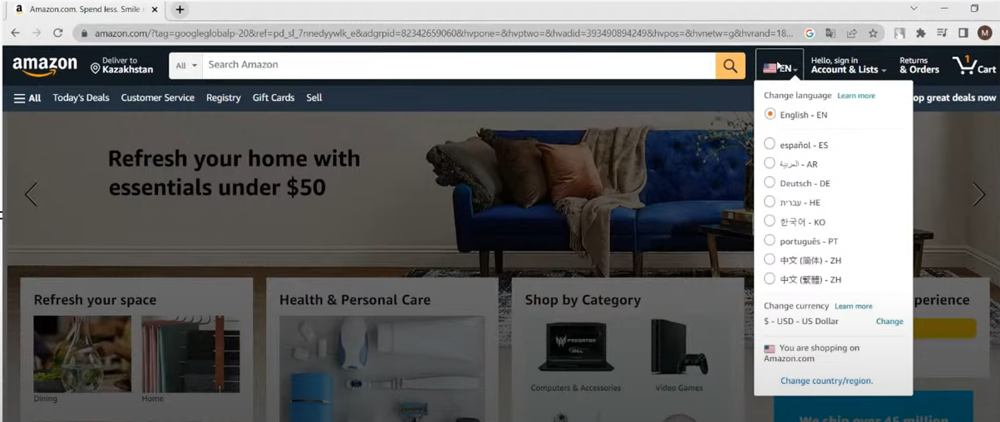 Amazon.com. Spend less. Smile
amazon.com/?tag=googleglobalp-20&ref=pd_sl_7nnedyywlk_e&adgrpid=82342659060&hvpone=&hvptwo=&hvadid=393490894249&hvpos=&hvnetw=g&hvrand=18...
M
amazon
Deliver to
Kazakhstan
All
Search Amazon
EN
Hello, sign in
Account & Lists
Returns
& Orders
1
Cart
All
Today's Deals
Customer Service
Registry
Gift Cards
Sell
op great deals now
Refresh your home with
essentials under $50
Change language Learn more
English - EN
español - ES
العربية - AR
Deutsch - DE
עברית - HE
한국어 - KO
português - PT
中文 (简体) - ZH
中文 (繁體) - ZH
Change currency Learn more
$ - USD - US Dollar Change
You are shopping on
Amazon.com
Change country/region.
Refresh your space
Dining
Home
Health & Personal Care
Shop by Category
PREDATOR
Computers & Accessories
Video Games
perience
We ship over 45 million